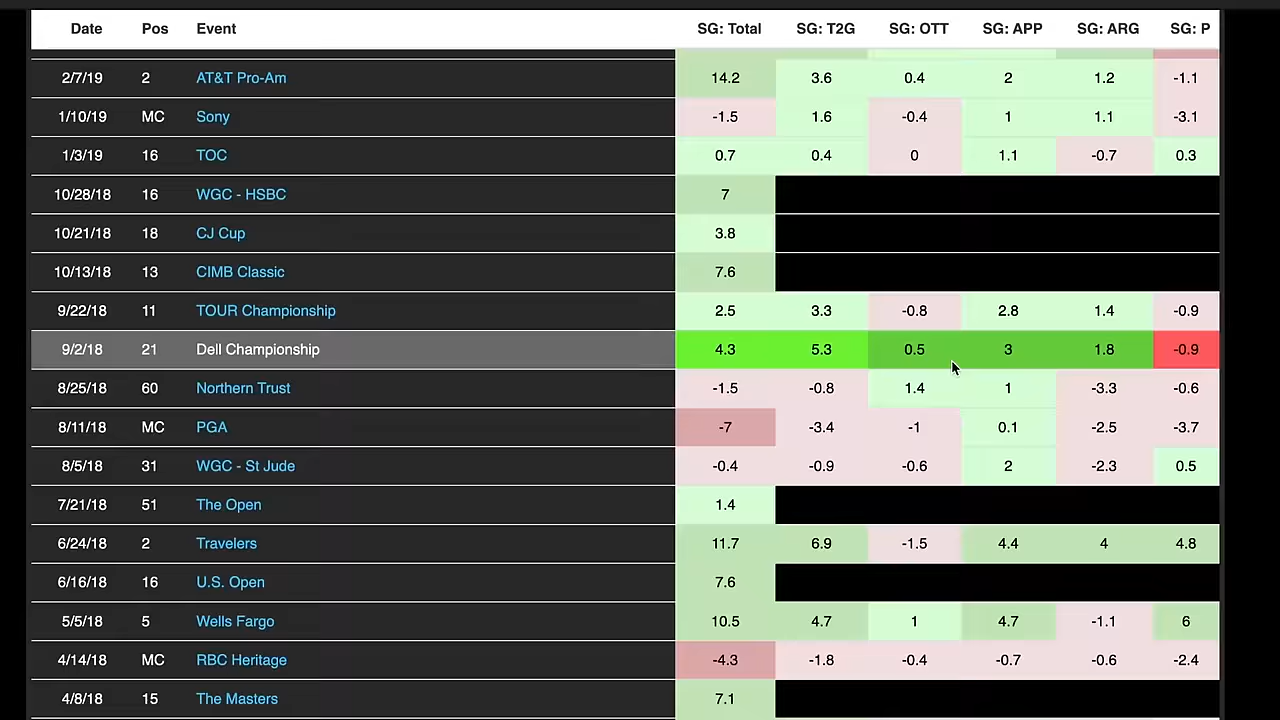 Date Pos Event SG: Total SG: T2G SG: OTT SG: APP SG: ARG SG: P
2/7/19 2 AT&T Pro-Am 14.2 3.6 0.4 2 1.2 -1.1
1/10/19 MC Sony -1.5 1.6 -0.4 1 1.1 -3.1
1/3/19 16 TOC 0.7 0.4 0 1.1 -0.7 0.3
10/28/18 16 WGC - HSBC 7
10/21/18 18 CJ Cup 3.8
10/13/18 13 CIMB Classic 7.6
9/22/18 11 TOUR Championship 2.5 3.3 -0.8 2.8 1.4 -0.9
9/2/18 21 Dell Championship 4.3 5.3 0.5 3 1.8 -0.9
8/25/18 60 Northern Trust -1.5 -0.8 1.4 1 -3.3 -0.6
8/11/18 MC PGA -7 -3.4 -1 0.1 -2.5 -3.7
8/5/18 31 WGC - St Jude -0.4 -0.9 -0.6 2 -2.3 0.5
7/21/18 51 The Open 1.4
6/24/18 2 Travelers 11.7 6.9 -1.5 4.4 4 4.8
6/16/18 16 U.S. Open 7.6
5/5/18 5 Wells Fargo 10.5 4.7 1 4.7 -1.1 6
4/14/18 MC RBC Heritage -4.3 -1.8 -0.4 -0.7 -0.6 -2.4
4/8/18 15 The Masters 7.1